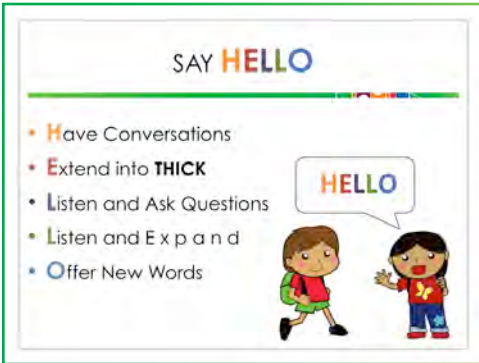 SAY HELLO
• Have Conversations
• Extend into THICK
• Listen and Ask Questions
• Listen and E x p a n d
• Offer New Words
HELLO